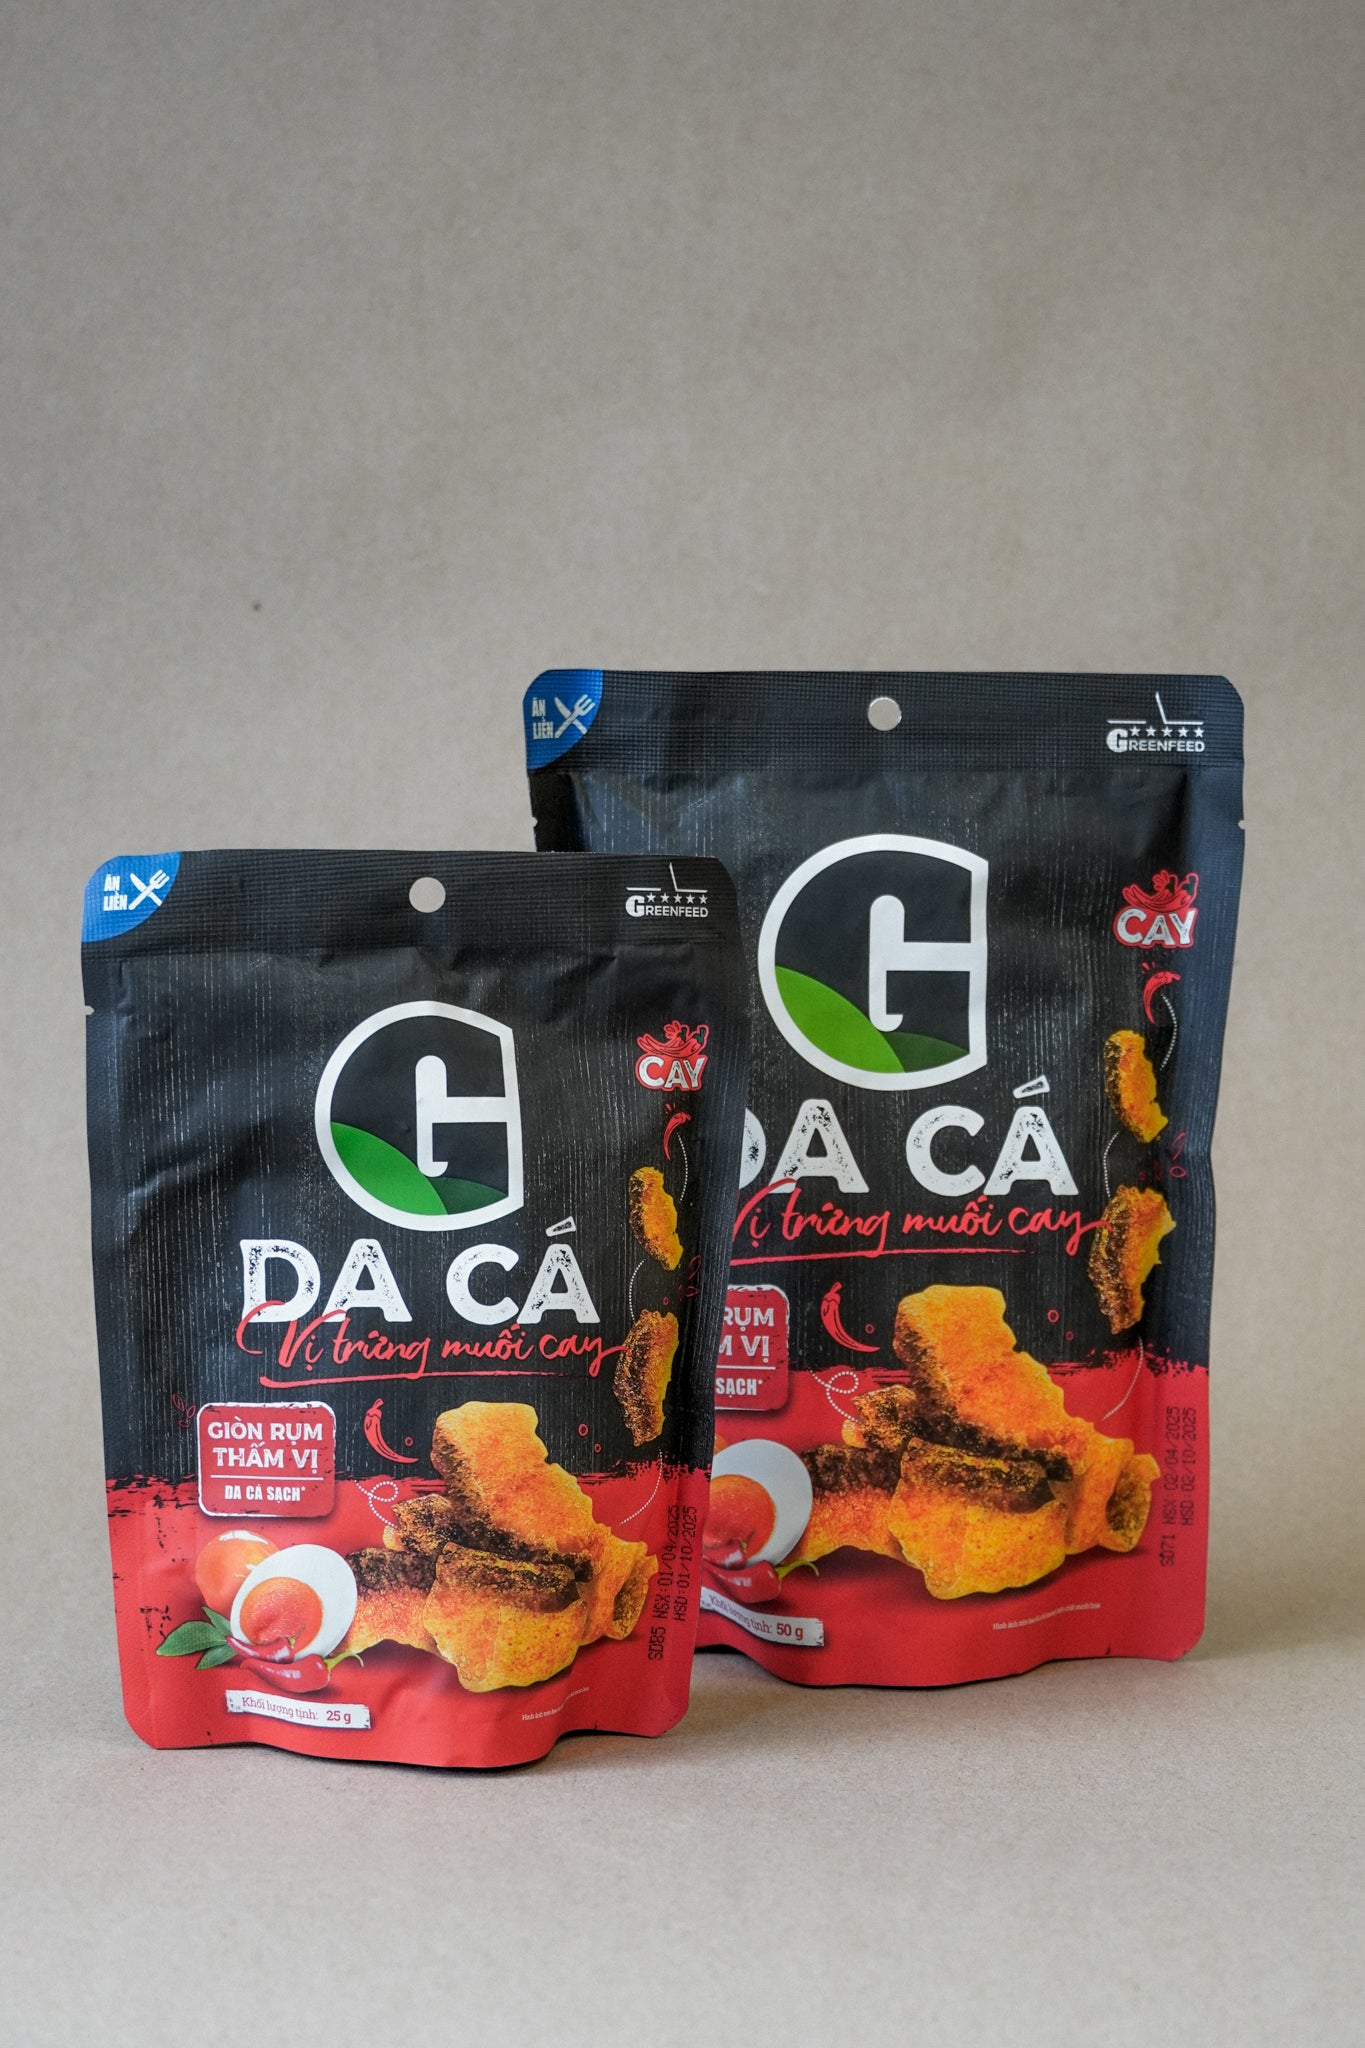 ĂN
LIỀN
GREENFEED
CAY
DA CÁ
Vị trứng muối cay
GIÒN RỤM
THẤM VỊ
DA CÁ SẠCH*
SD85 NSX:01/04/2025
HSD:01/10/2025
Khối lượng tịnh: 25 g
ĂN
LIỀN
GREENFEED
CAY
DA CÁ
Vị trứng muối cay
RỤM
M VỊ
SẠCH*
SD71 NSX:02/04/2025
HSD:02/10/2025
Khối lượng tịnh: 50 g